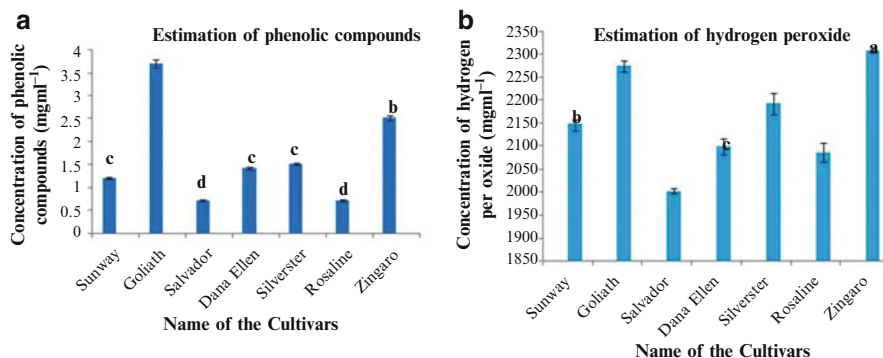 a
Estimation of phenolic compounds
Concentration of phenolic
compounds (mgml⁻¹)
4
3.5
3
2.5
2
1.5
1
0.5
0
c
d
c
c
d
b
Sunway
Goliath
Salvador
Dana Ellen
Silverster
Rosaline
Zingaro
Name of the Cultivars
b
Estimation of hydrogen peroxide
Concentration of hydrogen
per oxide (mgml⁻¹)
2350
2300
2250
2200
2150
2100
2050
2000
1950
1900
1850
b
c
a
Sunway
Goliath
Salvador
Dana Ellen
Silverster
Rosaline
Zingaro
Name of the Cultivars